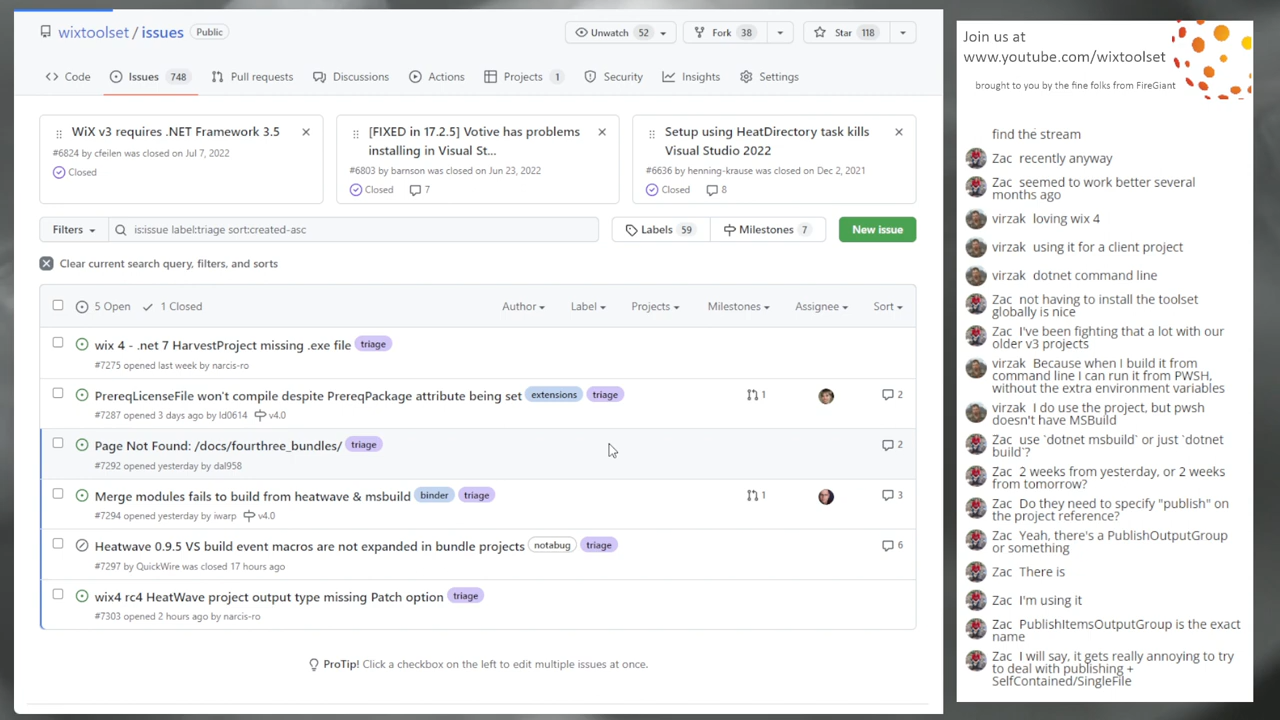 wixtoolset / issues Public
Unwatch 52
Fork 38
Star 118
Code
Issues 748
Pull requests
Discussions
Actions
Projects 1
Security
Insights
Settings
WiX v3 requires .NET Framework 3.5
#6824 by cfeilen was closed on Jul 7, 2022
Closed
[FIXED in 17.2.5] Votive has problems
installing in Visual St...
#6803 by barnson was closed on Jun 23, 2022
Closed 7
Setup using HeatDirectory task kills
Visual Studio 2022
#6636 by henning-krause was closed on Dec 2, 2021
Closed 8
Filters
is:issue label:triage sort:created-asc
Labels 59
Milestones 7
New issue
Clear current search query, filters, and sorts
5 Open 1 Closed
Author Label Projects Milestones Assignee Sort
wix 4 - .net 7 HarvestProject missing .exe file triage
#7275 opened last week by narcis-ro
PrereqLicenseFile won't compile despite PrereqPackage attribute being set extensions triage 1 2
#7287 opened 3 days ago by ld0614 v4.0
Page Not Found: /docs/fourthree_bundles/ triage 2
#7292 opened yesterday by dal958
Merge modules fails to build from heatwave & msbuild binder triage 1 3
#7294 opened yesterday by iwarp v4.0
Heatwave 0.9.5 VS build event macros are not expanded in bundle projects notabug triage 6
#7297 by QuickWire was closed 17 hours ago
wix4 rc4 HeatWave project output type missing Patch option triage
#7303 opened 2 hours ago by narcis-ro
ProTip! Click a checkbox on the left to edit multiple issues at once.
Join us at
www.youtube.com/wixtoolset
brought to you by the fine folks from FireGiant
find the stream
Zac recently anyway
Zac seemed to work better several
months ago
virzak loving wix 4
virzak using it for a client project
virzak dotnet command line
Zac not having to install the toolset
globally is nice
Zac I've been fighting that a lot with our
older v3 projects
virzak Because when I build it from
command line I can run it from PWSH,
without the extra environment variables
virzak I do use the project, but pwsh
doesn't have MSBuild
Zac use `dotnet msbuild` or just `dotnet
build`?
Zac 2 weeks from yesterday, or 2 weeks
from tomorrow?
Zac Do they need to specify "publish" on
the project reference?
Zac Yeah, there's a PublishOutputGroup
or something
Zac There is
Zac I'm using it
Zac PublishItemsOutputGroup is the exact
name
Zac I will say, it gets really annoying to try
to deal with publishing +
SelfContained/SingleFile